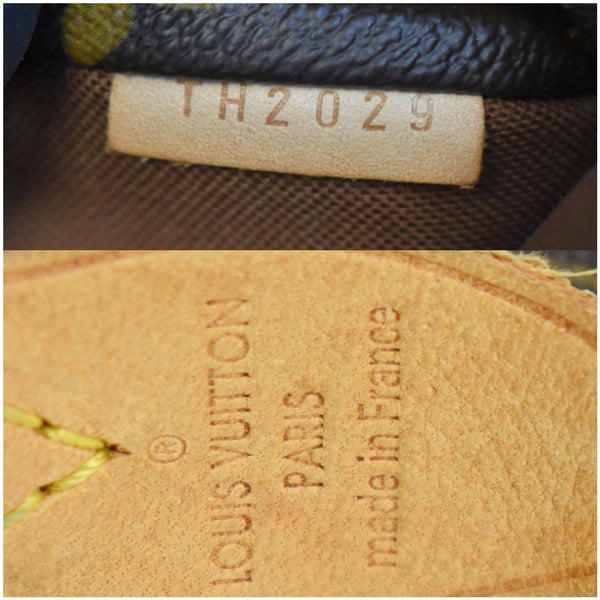 TH2029
®
LOUIS VUITTON
PARIS
made in France